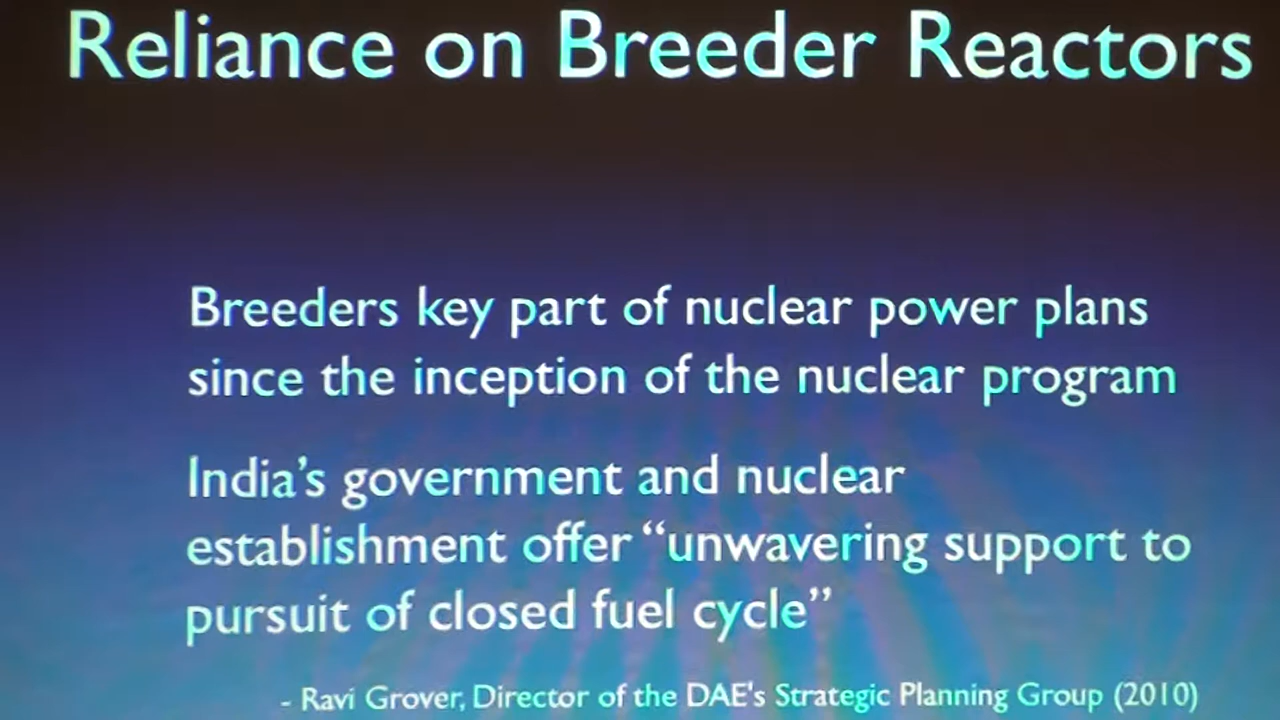 Reliance on Breeder Reactors
Breeders key part of nuclear power plans
since the inception of the nuclear program
India’s government and nuclear
establishment offer “unwavering support to
pursuit of closed fuel cycle”
- Ravi Grover, Director of the DAE's Strategic Planning Group (2010)